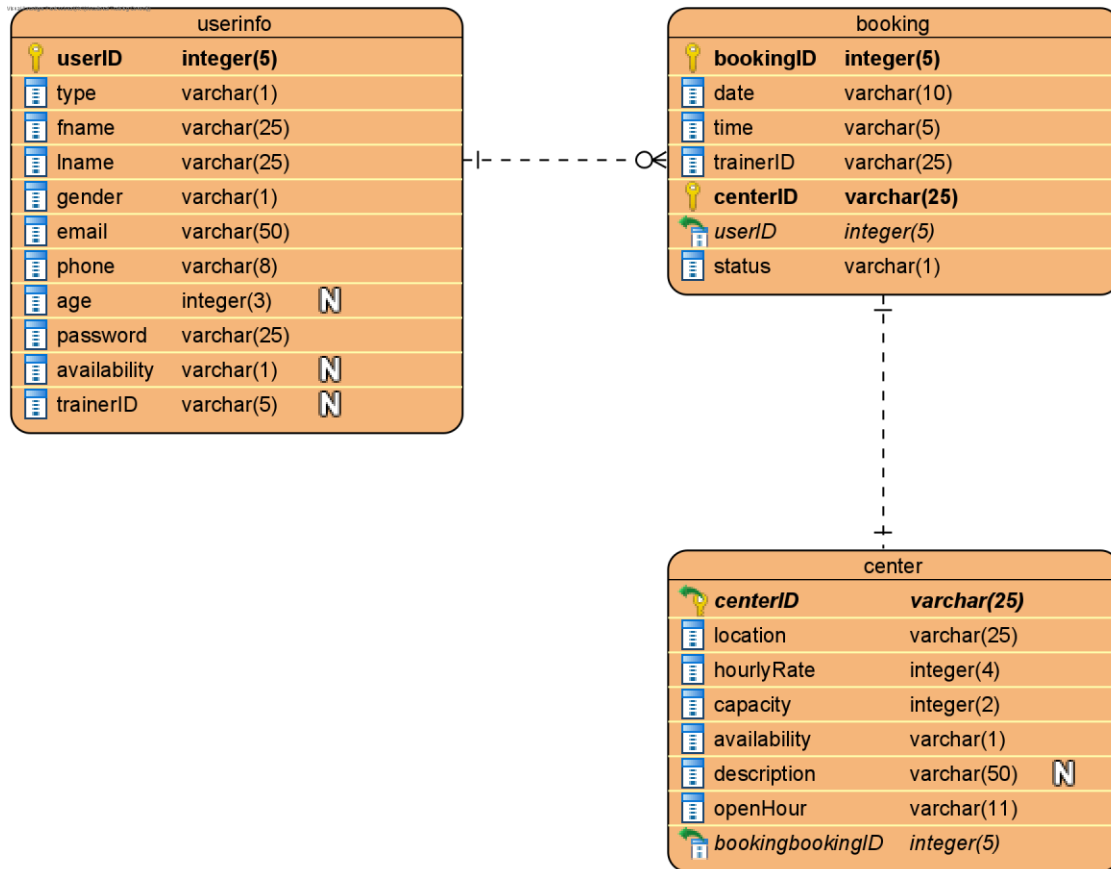 userinfo
userID integer(5)
type varchar(1)
fname varchar(25)
lname varchar(25)
gender varchar(1)
email varchar(50)
phone varchar(8)
age integer(3) N
password varchar(25)
availability varchar(1) N
trainerID varchar(5) N
booking
bookingID integer(5)
date varchar(10)
time varchar(5)
trainerID varchar(25)
centerID varchar(25)
userID integer(5)
status varchar(1)
center
centerID varchar(25)
location varchar(25)
hourlyRate integer(4)
capacity integer(2)
availability varchar(1)
description varchar(50) N
openHour varchar(11)
bookingbookingID integer(5)